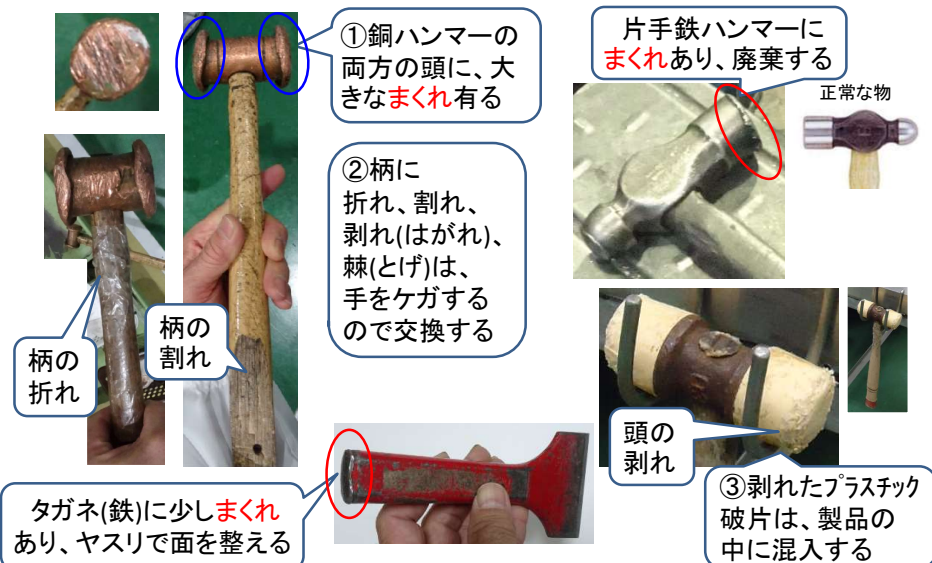 ①銅ハンマーの
両方の頭に、大
きなまくれ有る
片手鉄ハンマーに
まくれあり、廃棄する
正常な物
②柄に
折れ、割れ、
剥れ(はがれ)、
棘(とげ)は、
手をケガする
ので交換する
柄の
折れ
柄の
割れ
頭の
剥れ
タガネ(鉄)に少しまくれ
あり、ヤスリで面を整える
③剥れたプラスチック
破片は、製品の
中に混入する